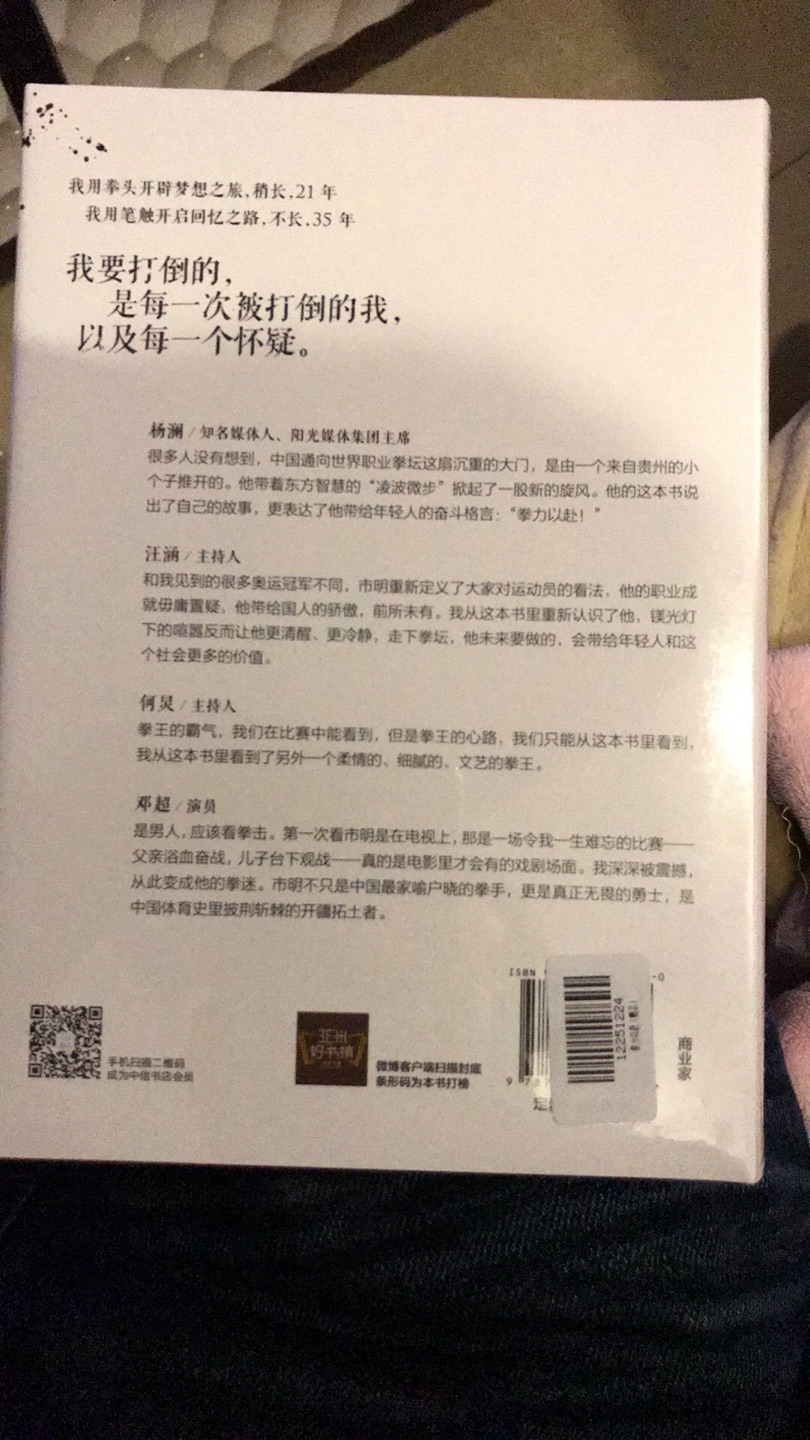 我用拳头开辟梦想之旅，稍长，21 年
我用笔触开启回忆之路，不长，35 年
我要打倒的，
是每一次被打倒的我，
以及每一个怀疑。
杨澜 / 知名媒体人、阳光媒体集团主席
很多人没有想到，中国通向世界职业拳坛这扇沉重的大门，是由一个来自贵州的小
个子推开的。他带着东方智慧的“凌波微步”掀起了一股新的旋风。他的这本书说
出了自己的故事，更表达了他带给年轻人的奋斗格言：“拳力以赴！”
汪涵 / 主持人
和我见到的很多奥运冠军不同，市明重新定义了大家对运动员的看法，他的职业成
就毋庸置疑，他带给国人的骄傲，前所未有。我从这本书里重新认识了他，镁光灯
下的喧嚣反而让他更清醒、更冷静，走下拳坛，他未来要做的，会带给年轻人和这
个社会更多的价值。
何炅 / 主持人
拳王的霸气，我们在比赛中能看到，但是拳王的心路，我们只能从这本书里看到，
我从这本书里看到了另外一个柔情的、细腻的、文艺的拳王。
邓超 / 演员
是男人，应该看拳击。第一次看市明是在电视上，那是一场令我一生难忘的比赛——
父亲浴血奋战，儿子台下观战——真的是电影里才会有的戏剧场面。我深深被震撼，
从此变成他的拳迷。市明不只是中国最家喻户晓的拳手，更是真正无畏的勇士，是
中国体育史里披荆斩棘的开疆拓土者。
手机扫描二维码
成为中信书店会员
亚洲
好书榜
微博客户端扫描封底
条形码为本书打榜
ISBN
-0
9 7
12251224
商业家